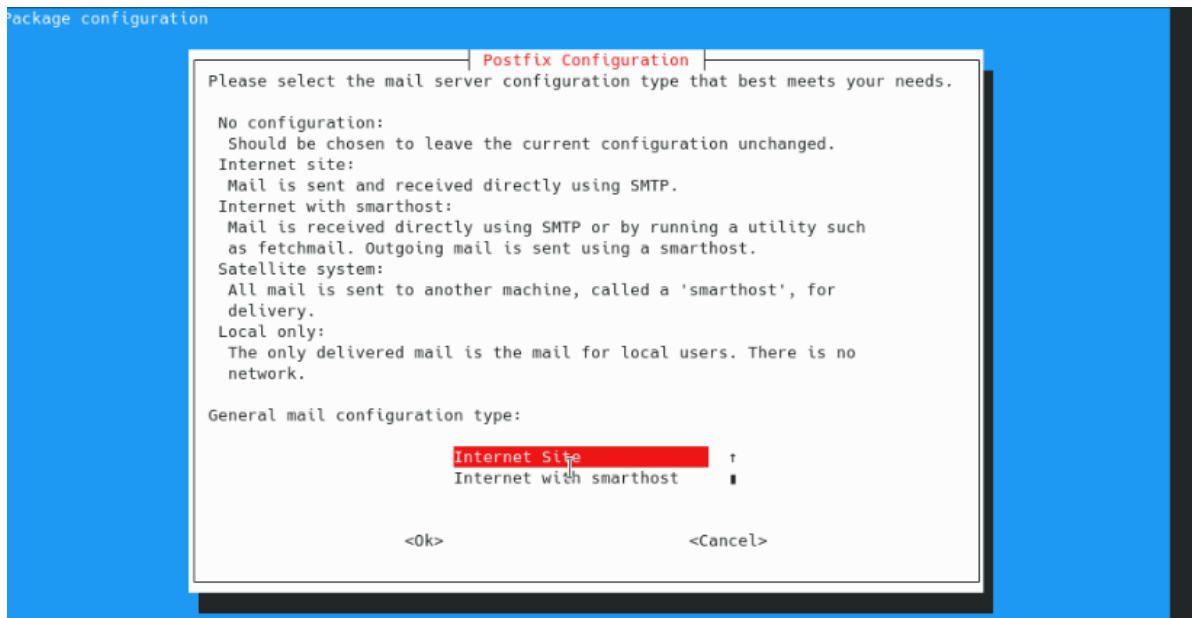 Package configuration
Postfix Configuration
Please select the mail server configuration type that best meets your needs.
No configuration:
Should be chosen to leave the current configuration unchanged.
Internet site:
Mail is sent and received directly using SMTP.
Internet with smarthost:
Mail is received directly using SMTP or by running a utility such
as fetchmail. Outgoing mail is sent using a smarthost.
Satellite system:
All mail is sent to another machine, called a 'smarthost', for
delivery.
Local only:
The only delivered mail is the mail for local users. There is no
network.
General mail configuration type:
Internet Site ↑
Internet with smarthost ▮
<Ok> <Cancel>